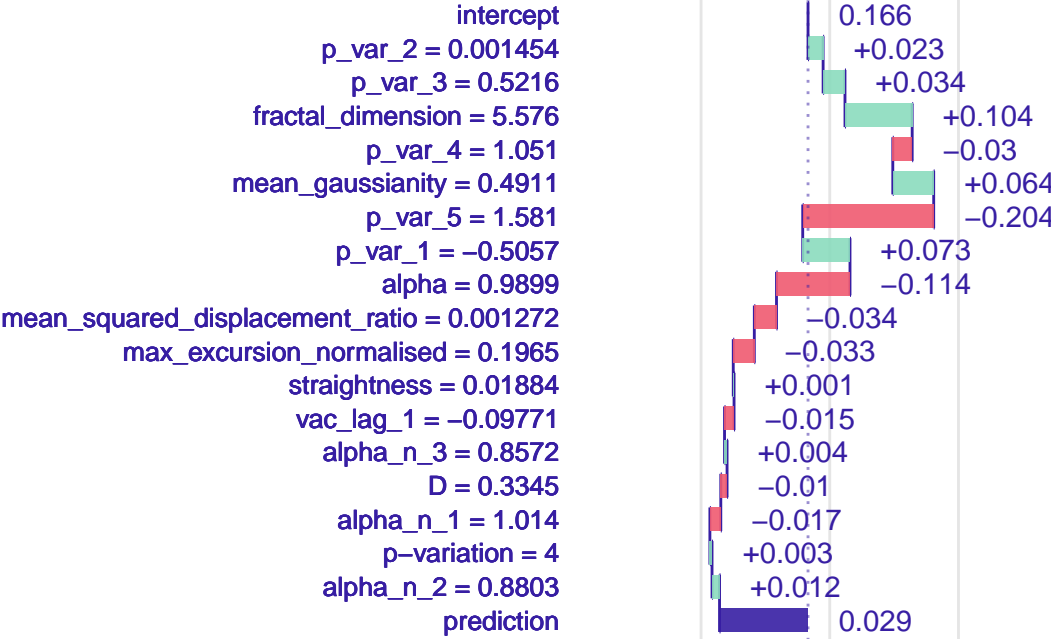 intercept 0.166
p_var_2 = 0.001454 +0.023
p_var_3 = 0.5216 +0.034
fractal_dimension = 5.576 +0.104
p_var_4 = 1.051 −0.03
mean_gaussianity = 0.4911 +0.064
p_var_5 = 1.581 −0.204
p_var_1 = −0.5057 +0.073
alpha = 0.9899 −0.114
mean_squared_displacement_ratio = 0.001272 −0.034
max_excursion_normalised = 0.1965 −0.033
straightness = 0.01884 +0.001
vac_lag_1 = −0.09771 −0.015
alpha_n_3 = 0.8572 +0.004
D = 0.3345 −0.01
alpha_n_1 = 1.014 −0.017
p−variation = 4 +0.003
alpha_n_2 = 0.8803 +0.012
prediction 0.029